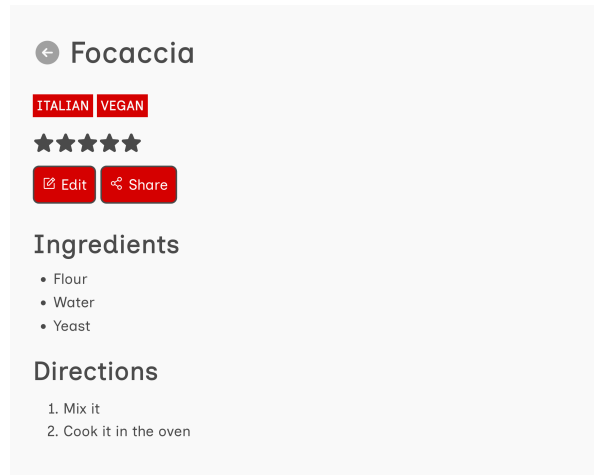 Focaccia
ITALIAN VEGAN
Edit Share
Ingredients
• Flour
• Water
• Yeast
Directions
1. Mix it
2. Cook it in the oven